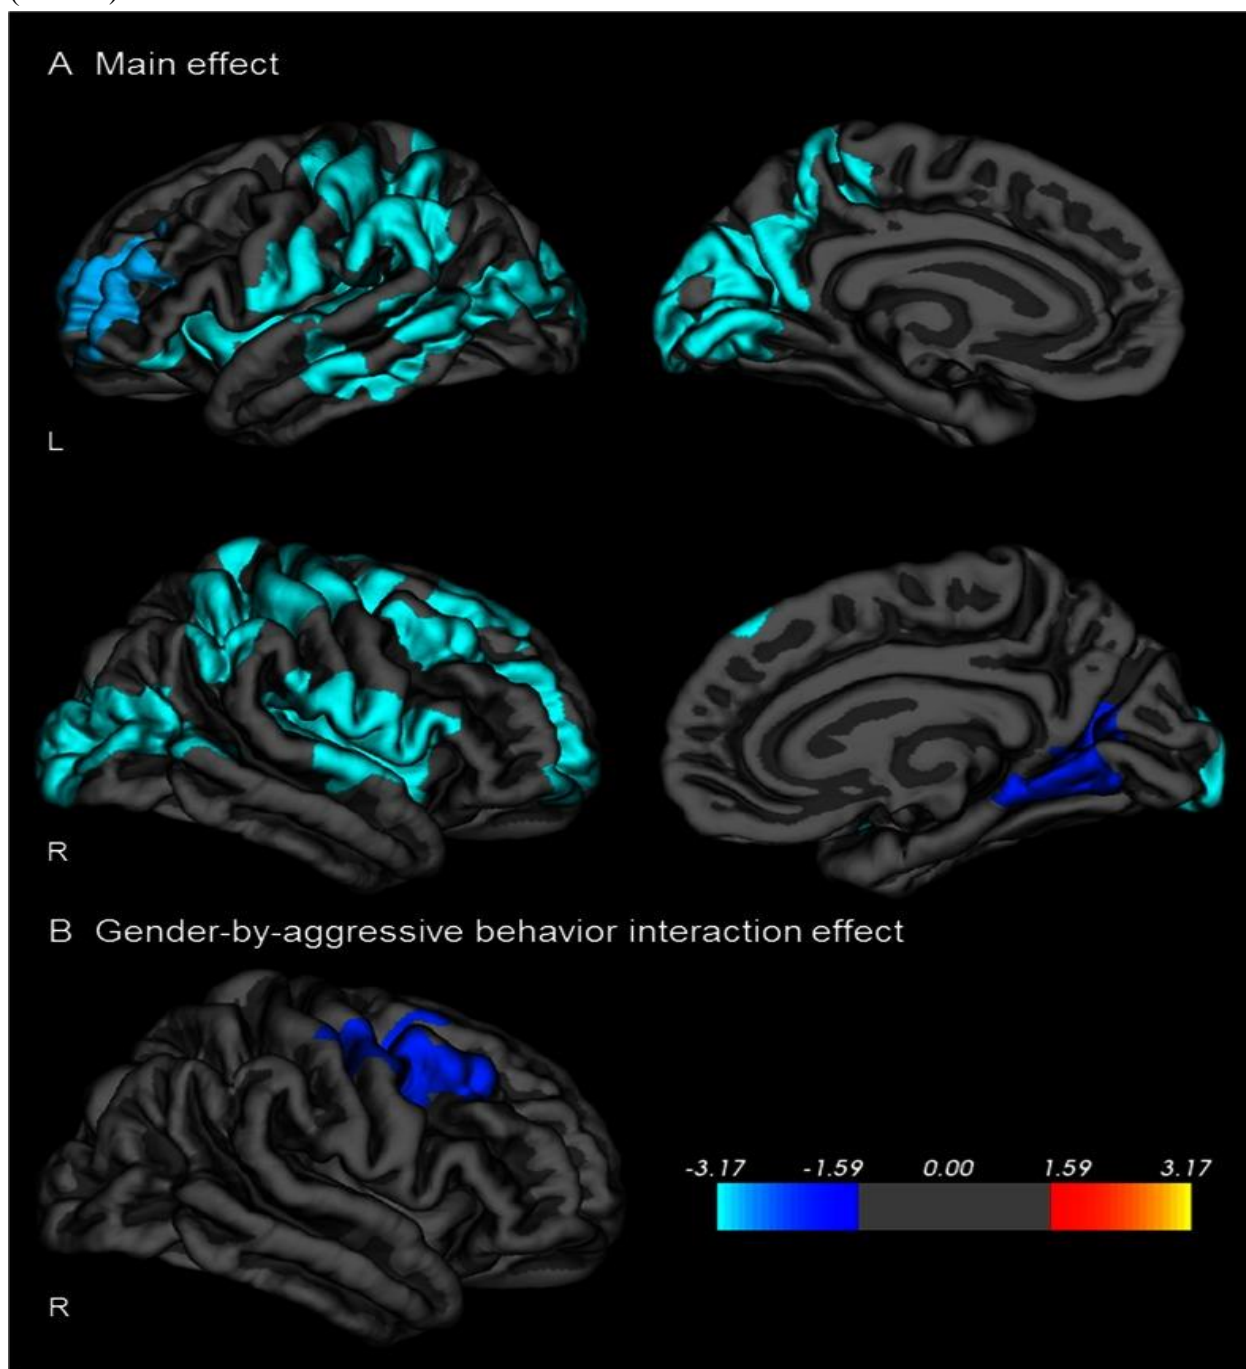 A Main effect
L
R
B Gender-by-aggressive behavior interaction effect
-3.17 -1.59 0.00 1.59 3.17
R